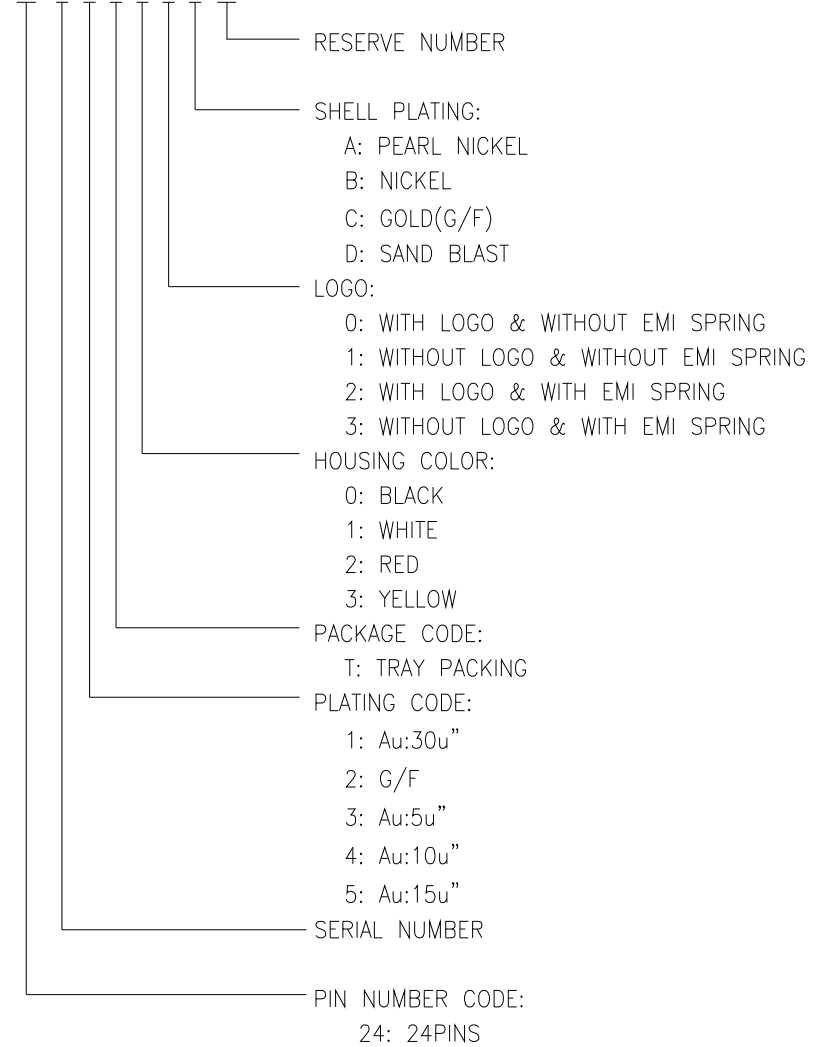 RESERVE NUMBER
SHELL PLATING:
A: PEARL NICKEL
B: NICKEL
C: GOLD(G/F)
D: SAND BLAST
LOGO:
0: WITH LOGO & WITHOUT EMI SPRING
1: WITHOUT LOGO & WITHOUT EMI SPRING
2: WITH LOGO & WITH EMI SPRING
3: WITHOUT LOGO & WITH EMI SPRING
HOUSING COLOR:
0: BLACK
1: WHITE
2: RED
3: YELLOW
PACKAGE CODE:
T: TRAY PACKING
PLATING CODE:
1: Au:30u”
2: G/F
3: Au:5u”
4: Au:10u”
5: Au:15u”
SERIAL NUMBER
PIN NUMBER CODE:
24: 24PINS